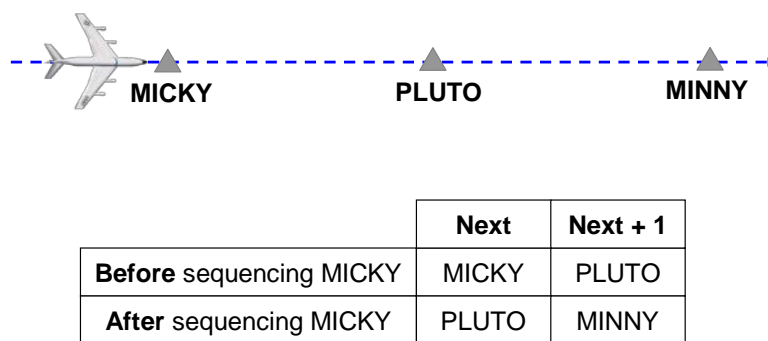 MICKY PLUTO MINNY
Next Next + 1
Before sequencing MICKY MICKY PLUTO
After sequencing MICKY PLUTO MINNY